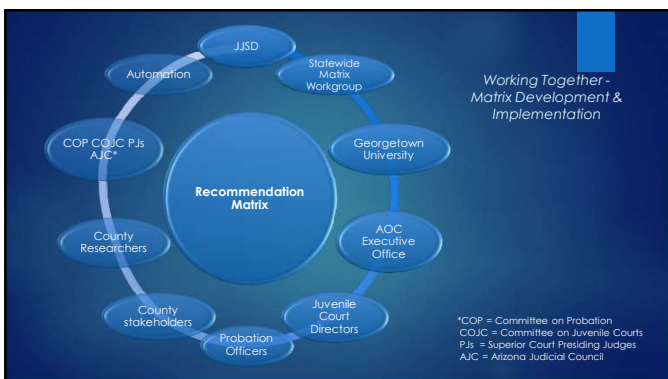 JJSD
Statewide
Matrix
Workgroup
Georgetown
University
AOC
Executive
Office
Juvenile
Court
Directors
Probation
Officers
County
stakeholders
County
Researchers
COP COJC PJs
AJC*
Automation
Recommendation
Matrix
Working Together -
Matrix Development &
Implementation
*COP = Committee on Probation
COJC = Committee on Juvenile Courts
PJs = Superior Court Presiding Judges
AJC = Arizona Judicial Council